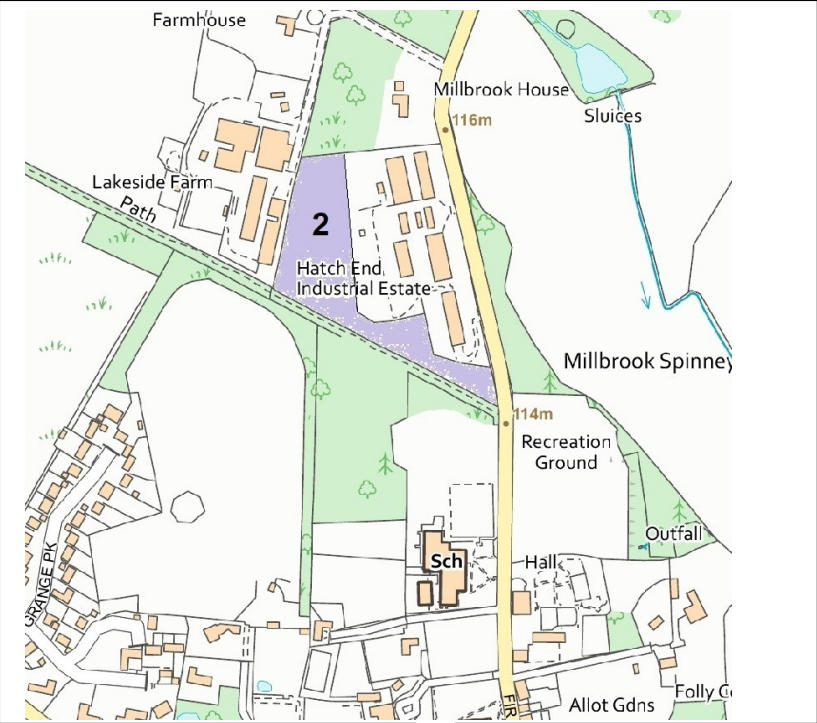 Farmhouse
Millbrook House
116m
Sluices
Lakeside Farm
Path
2
Hatch End
Industrial Estate
Millbrook Spinney
114m
Recreation
Ground
Outfall
Sch
Hall
GRANGE PK
Allot Gdns
Folly